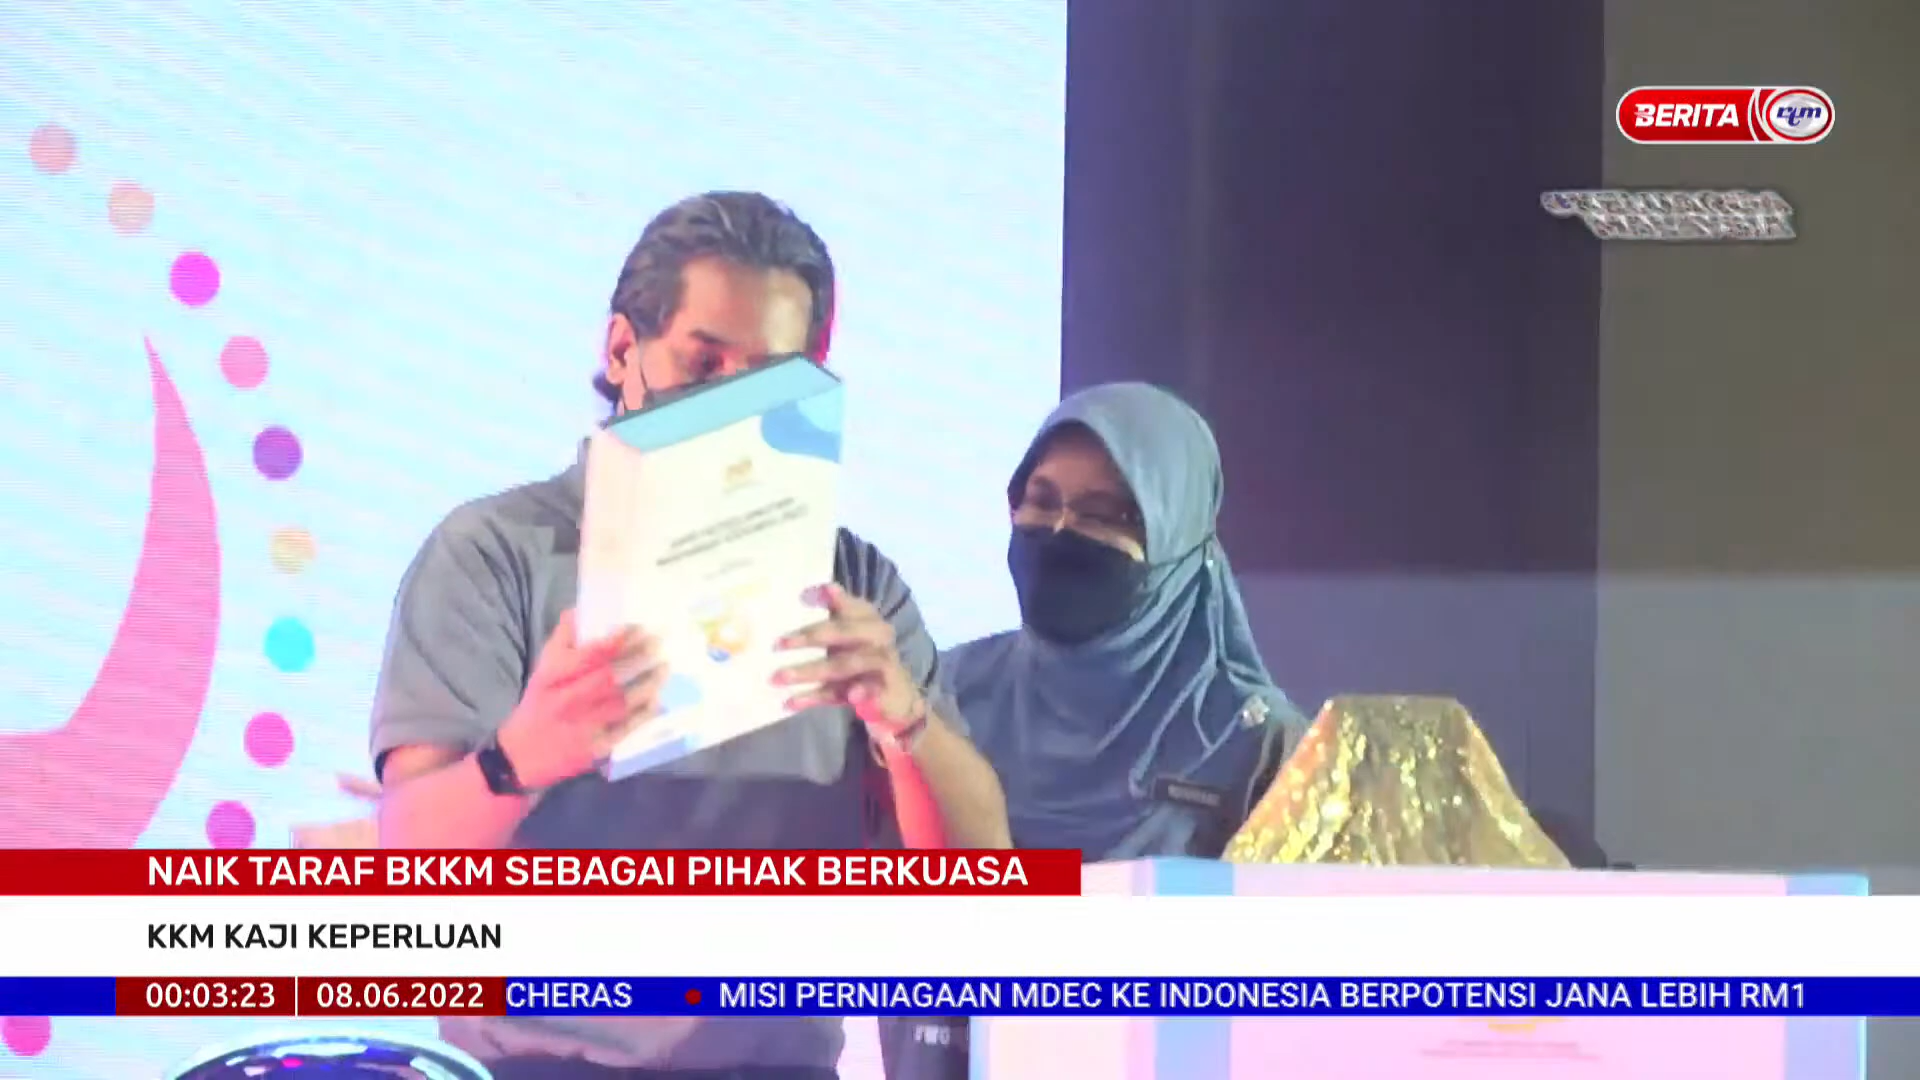 BERITA rtm
NAIK TARAF BKKM SEBAGAI PIHAK BERKUASA
KKM KAJI KEPERLUAN
00:03:23 08.06.2022 CHERAS • MISI PERNIAGAAN MDEC KE INDONESIA BERPOTENSI JANA LEBIH RM1